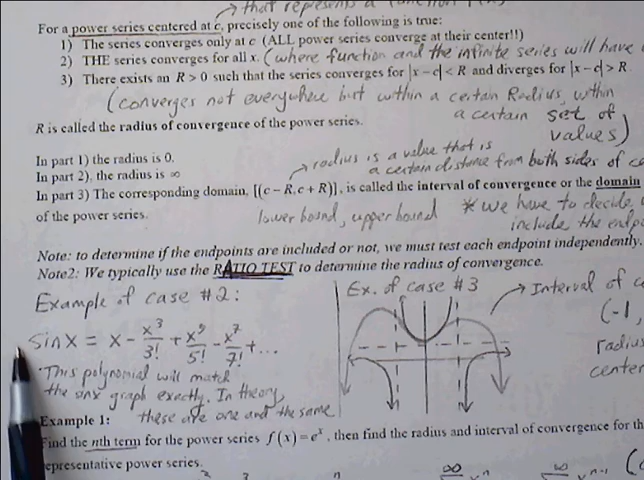 that represents a function
For a power series centered at c, precisely one of the following is true:
1) The series converges only at c (ALL power series converge at their center!!)
2) THE series converges for all x. (where function and the infinite series will have
3) There exists an R > 0 such that the series converges for |x − c| < R and diverges for |x − c| > R.
(converges not everywhere but within a certain Radius, within
a certain set of
values)
R is called the radius of convergence of the power series.
In part 1) the radius is 0.
In part 2), the radius is ∞
radius is a value that is
a certain distance from both sides of
In part 3) The corresponding domain, [(c − R, c + R)], is called the interval of convergence or the domain
of the power series.
lower bound, upper bound
* we have to decide,
include the
Note: to determine if the endpoints are included or not, we must test each endpoint independently.
Note2: We typically use the RATIO TEST to determine the radius of convergence.
Example of case #2:
Ex. of Case #3
Interval of
(-1,
radius
center
sin x = x - x^3/3! + x^5/5! - x^7/7! + ...
·This polynomial will match
the sinx graph exactly. In theory,
these are one and the same
Example 1:
Find the nth term for the power series f(x) = e^x, then find the radius and interval of convergence for
representative power series.